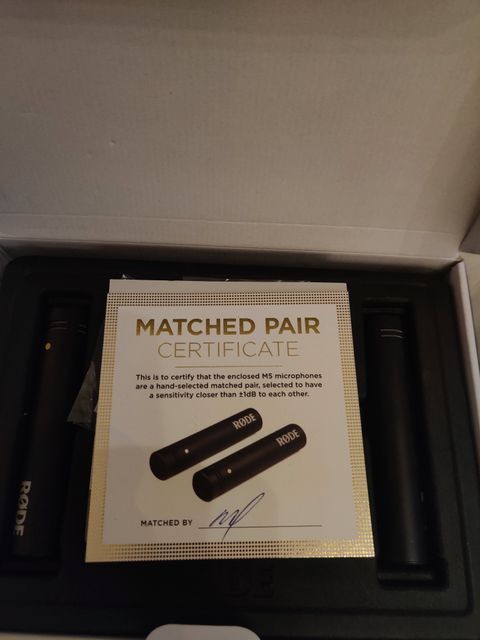 MATCHED PAIR
CERTIFICATE
This is to certify that the enclosed M5 microphones
are a hand-selected matched pair, selected to have
a sensitivity closer than ±1dB to each other.
RØDE
RØDE
MATCHED BY
RØDE